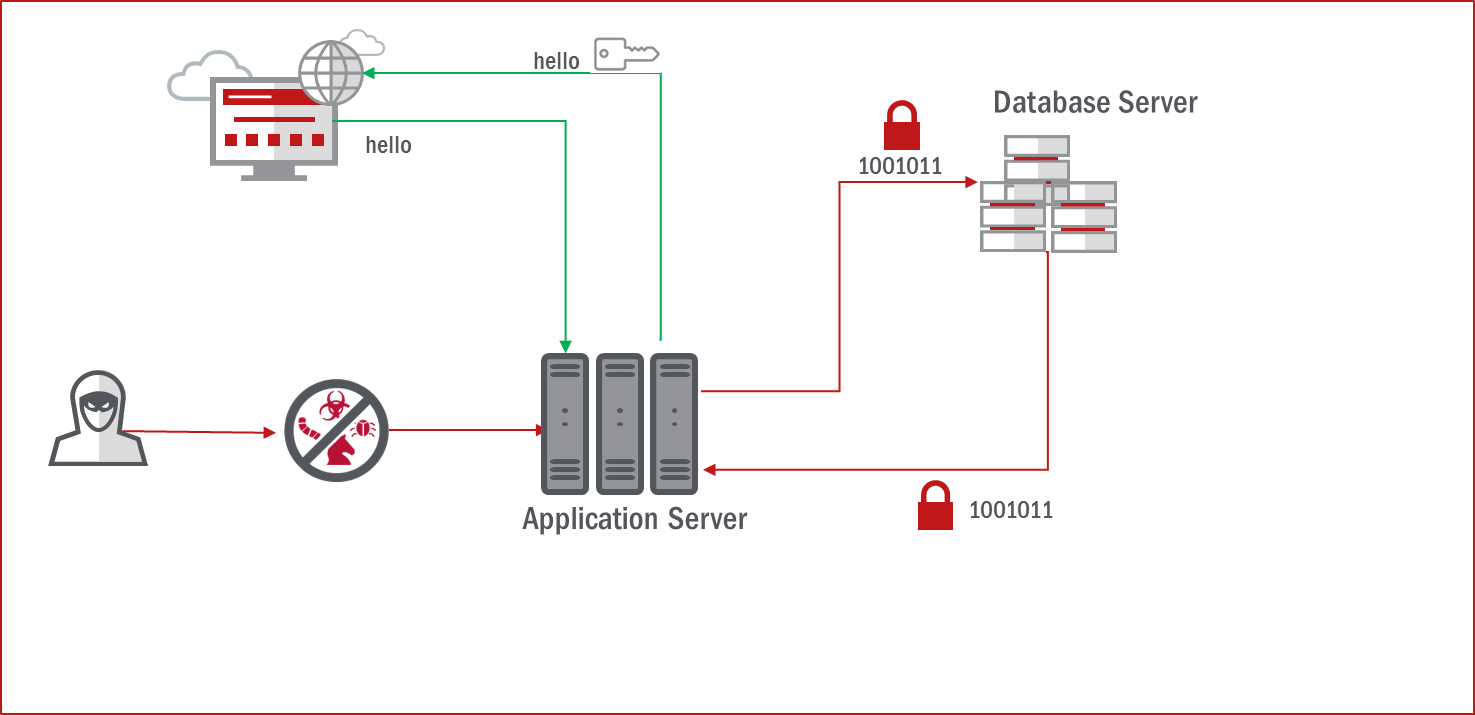 hello
Database Server
hello
1001011
Application Server
1001011